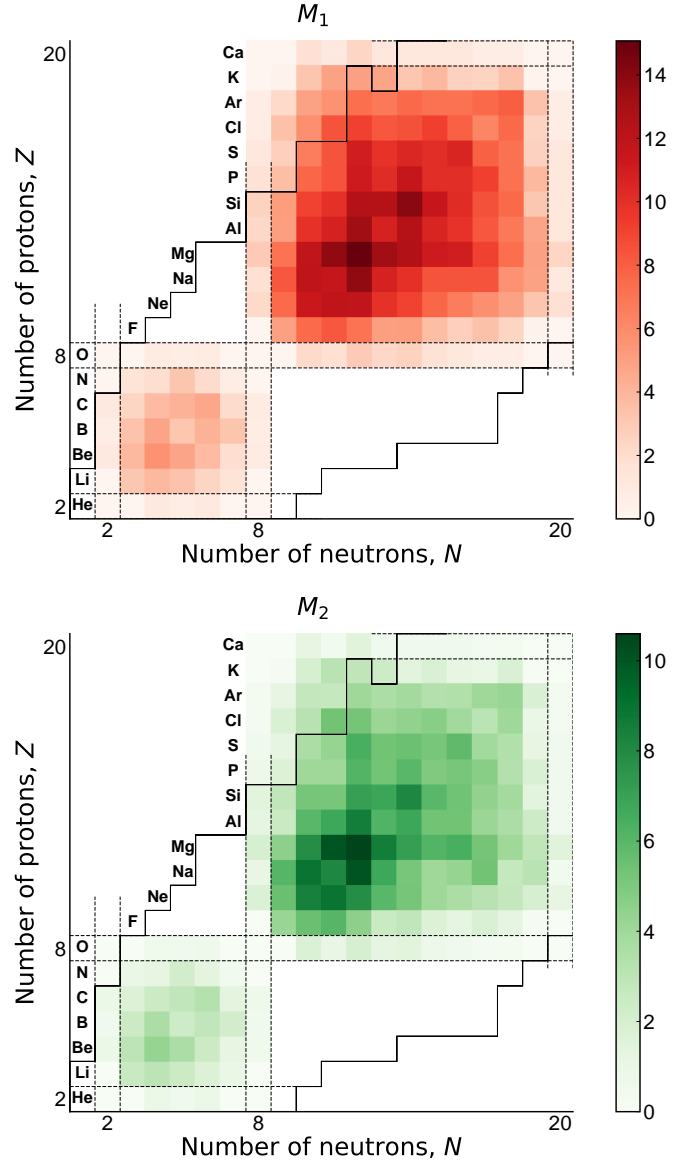 M1
20
Ca
K
Ar
Cl
S
P
Si
Al
Mg
Na
Ne
F
8
O
N
C
B
Be
Li
2
He
2
8
20
Number of protons, Z
Number of neutrons, N
14
12
10
8
6
4
2
0
M2
20
Ca
K
Ar
Cl
S
P
Si
Al
Mg
Na
Ne
F
8
O
N
C
B
Be
Li
2
He
2
8
20
Number of protons, Z
Number of neutrons, N
10
8
6
4
2
0